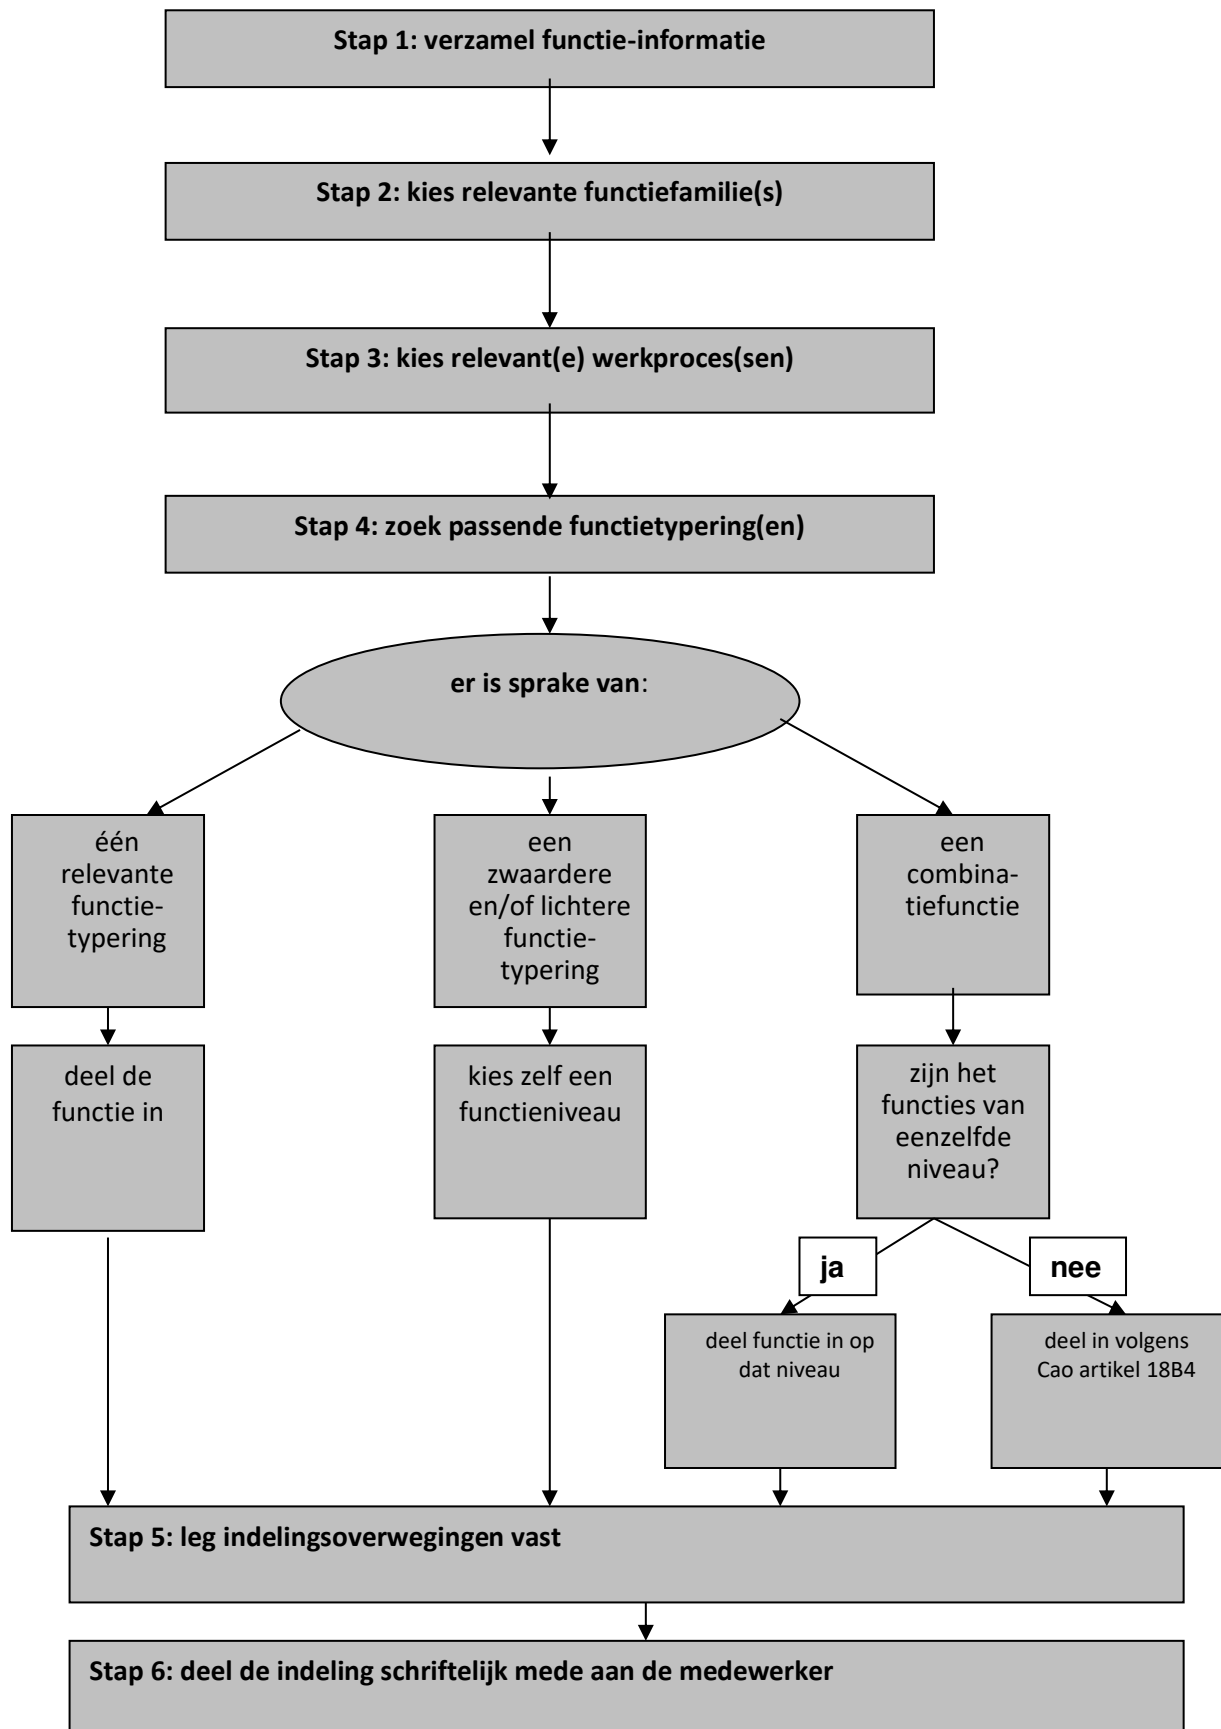 Stap 1: verzamel functie-informatie
Stap 2: kies relevante functiefamilie(s)
Stap 3: kies relevant(e) werkproces(sen)
Stap 4: zoek passende functietypering(en)
er is sprake van:
één
relevante
functie-
typering
een
zwaardere
en/of lichtere
functie-
typering
een
combina-
tiefunctie
deel de
functie in
kies zelf een
functieniveau
zijn het
functies van
eenzelfde
niveau?
ja
nee
deel functie in op
dat niveau
deel in volgens
Cao artikel 18B4
Stap 5: leg indelingsoverwegingen vast
Stap 6: deel de indeling schriftelijk mede aan de medewerker